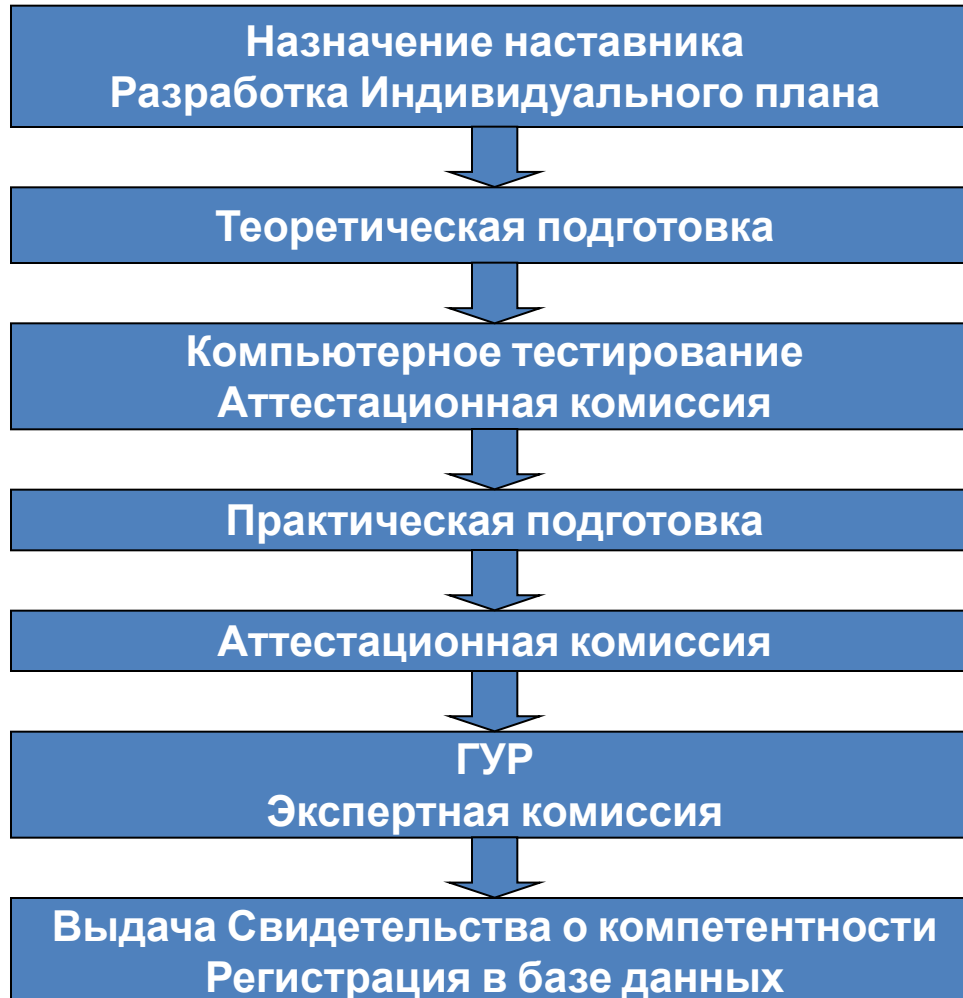 Назначение наставника
Разработка Индивидуального плана
Теоретическая подготовка
Компьютерное тестирование
Аттестационная комиссия
Практическая подготовка
Аттестационная комиссия
ГУР
Экспертная комиссия
Выдача Свидетельства о компетентности
Регистрация в базе данных